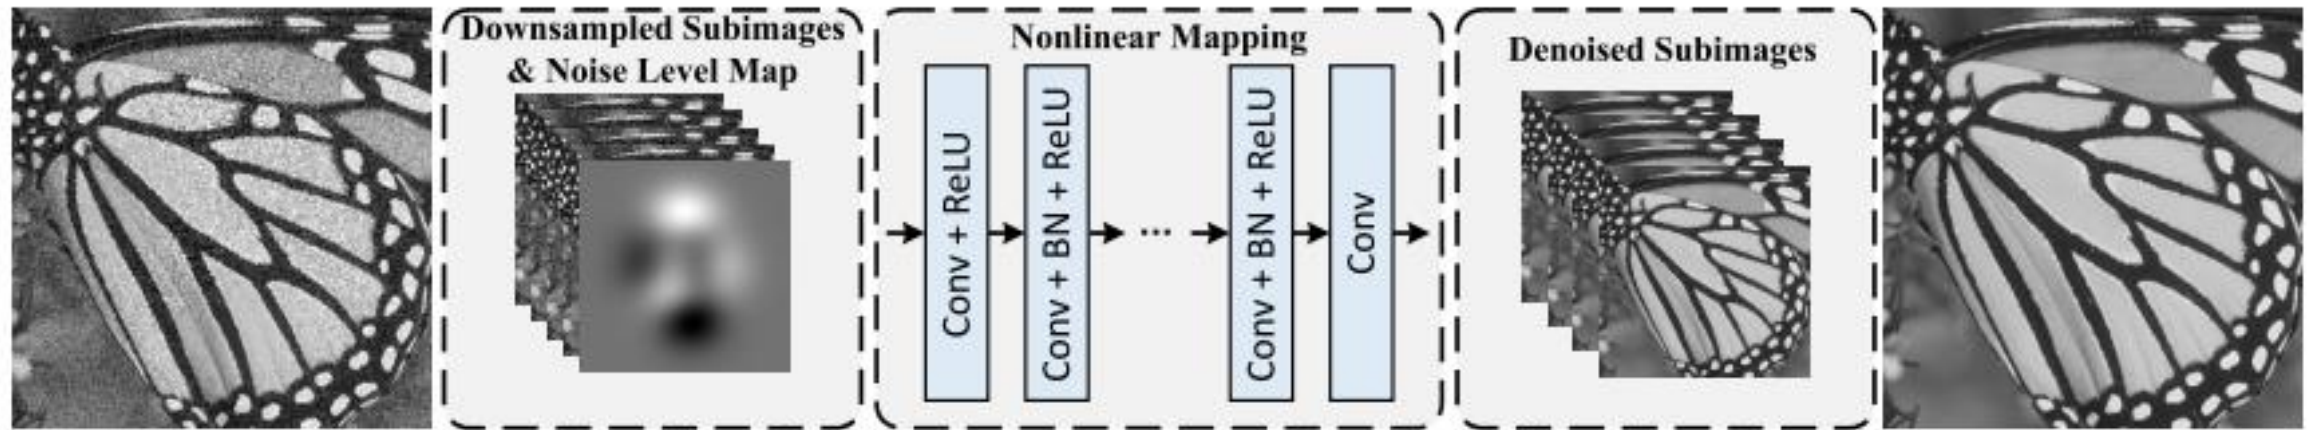 Downsampled Subimages
& Noise Level Map
Nonlinear Mapping
Conv + ReLU
Conv + BN + ReLU
...
Conv + BN + ReLU
Conv
Denoised Subimages